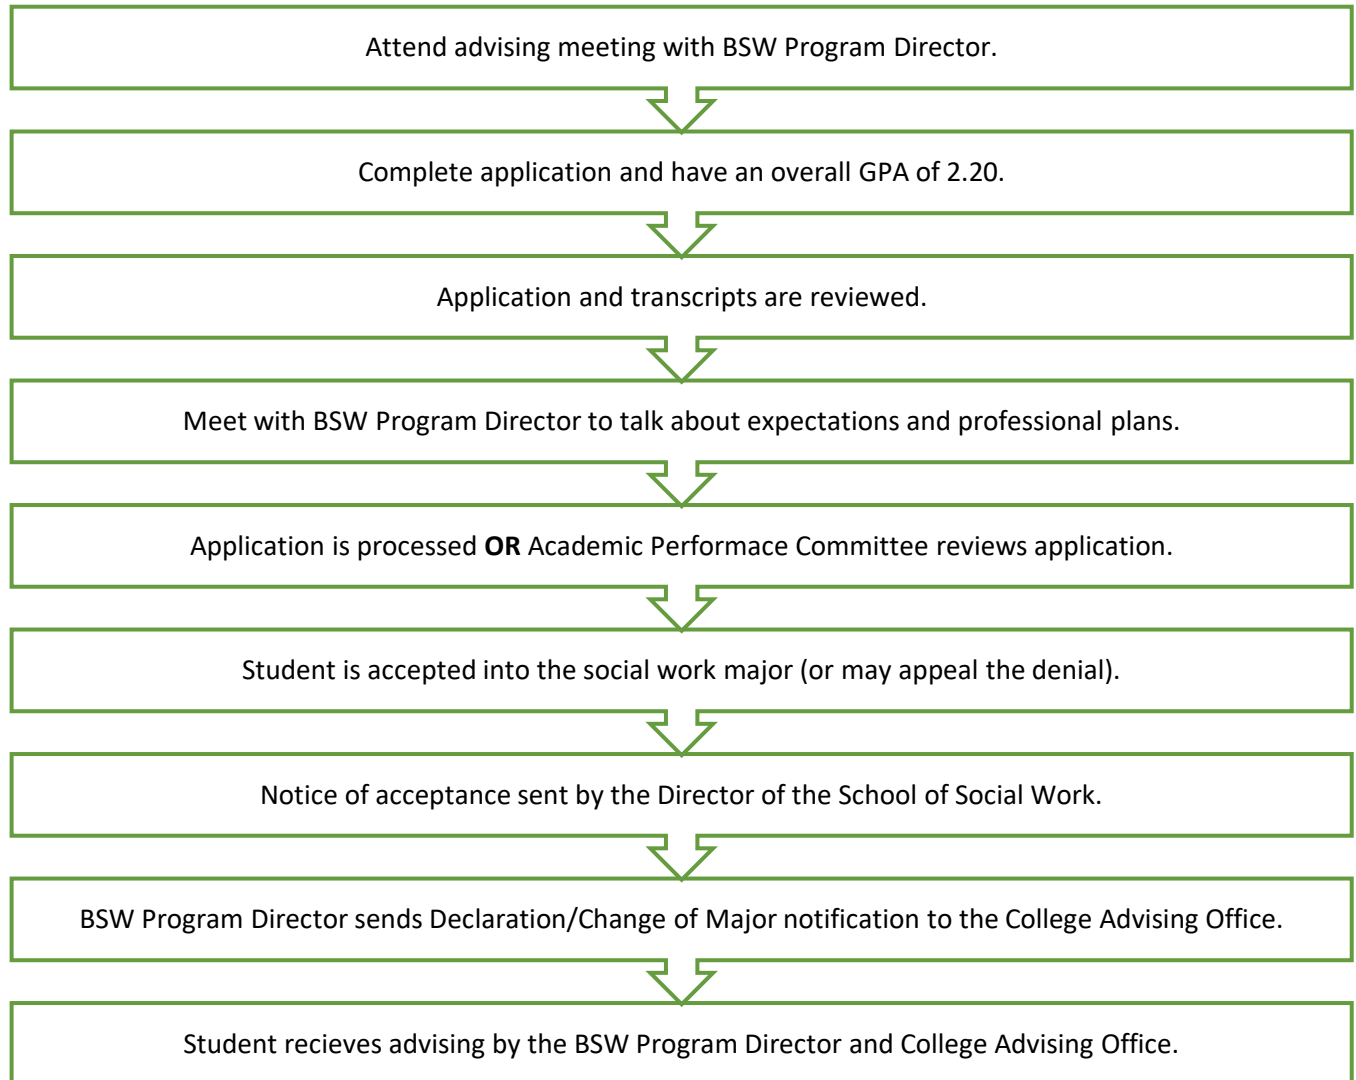 Attend advising meeting with BSW Program Director.
Complete application and have an overall GPA of 2.20.
Application and transcripts are reviewed.
Meet with BSW Program Director to talk about expectations and professional plans.
Application is processed OR Academic Performace Committee reviews application.
Student is accepted into the social work major (or may appeal the denial).
Notice of acceptance sent by the Director of the School of Social Work.
BSW Program Director sends Declaration/Change of Major notification to the College Advising Office.
Student recieves advising by the BSW Program Director and College Advising Office.